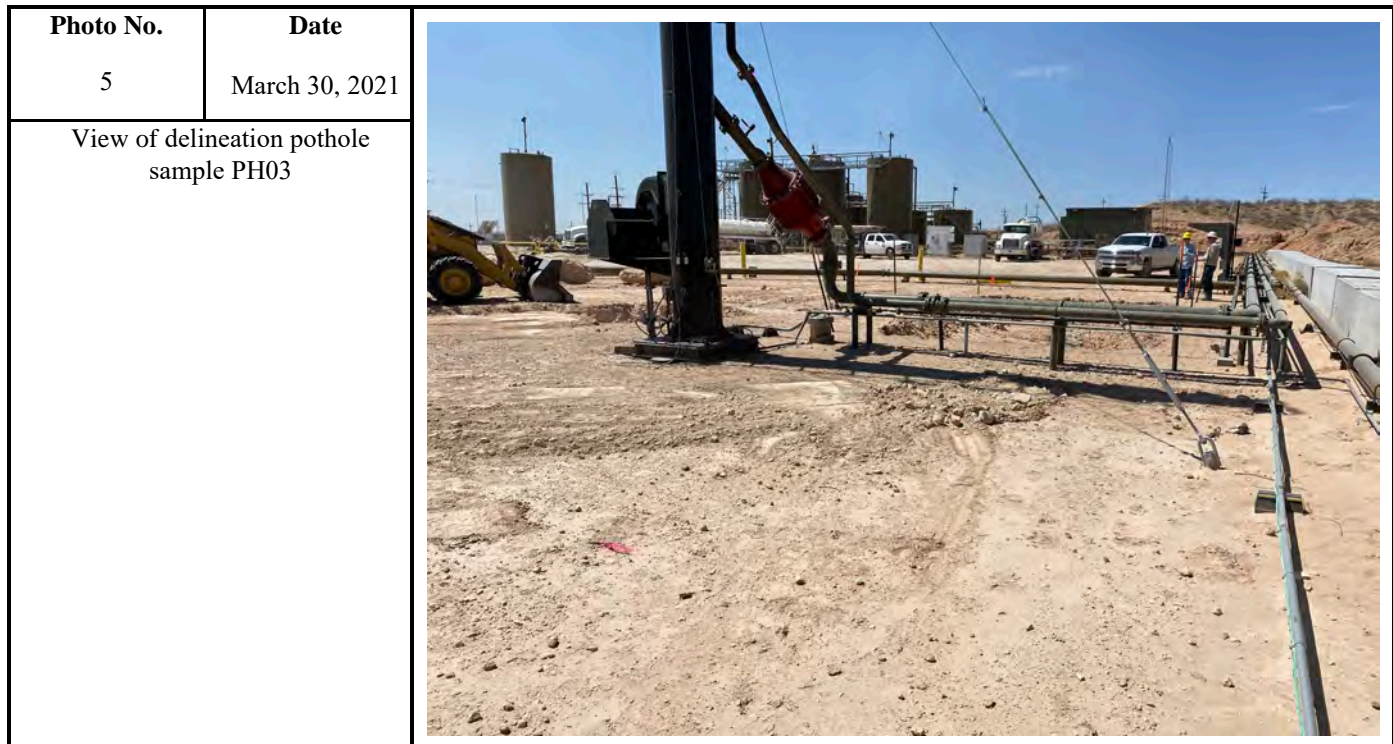 Photo No.
Date
5
March 30, 2021
View of delineation pothole
sample PH03